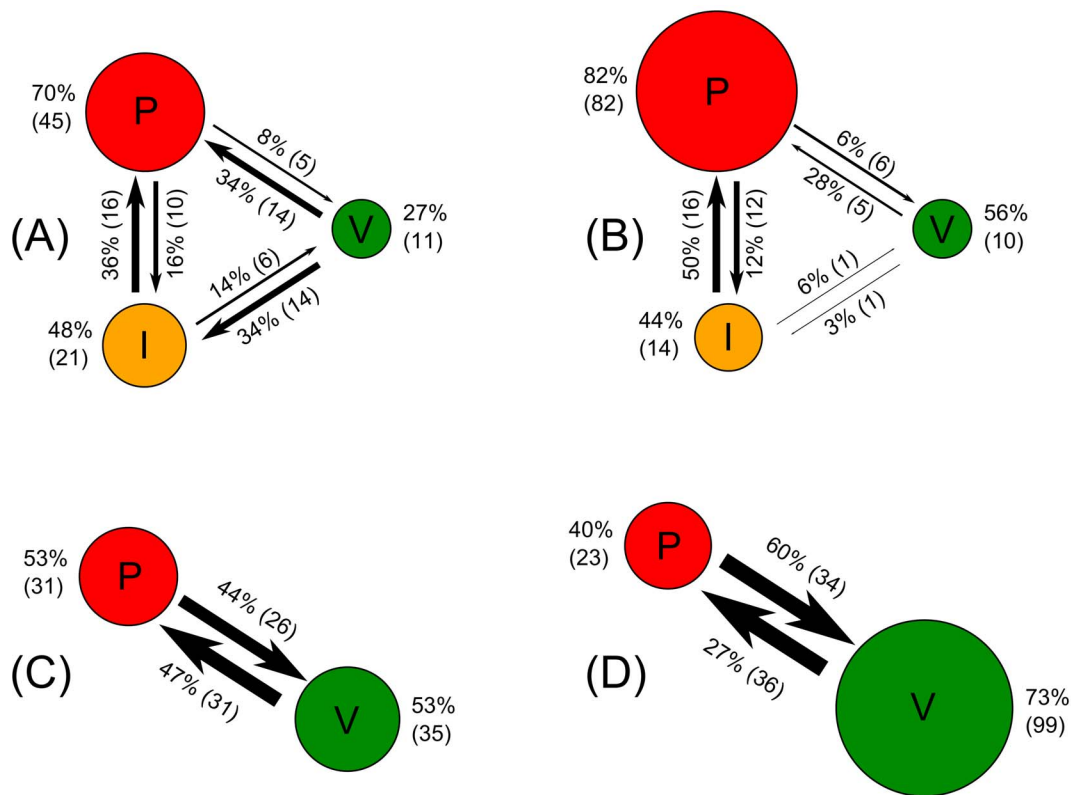 (A)
70%
(45)
P
8% (5)
34% (14)
V
27%
(11)
36% (16)
16% (10)
14% (6)
34% (14)
48%
(21)
I
(B)
82%
(82)
P
6% (6)
28% (5)
V
56%
(10)
50% (16)
12% (12)
6% (1)
3% (1)
44%
(14)
I
(C)
53%
(31)
P
44% (26)
47% (31)
V
53%
(35)
(D)
40%
(23)
P
60% (34)
27% (36)
V
73%
(99)